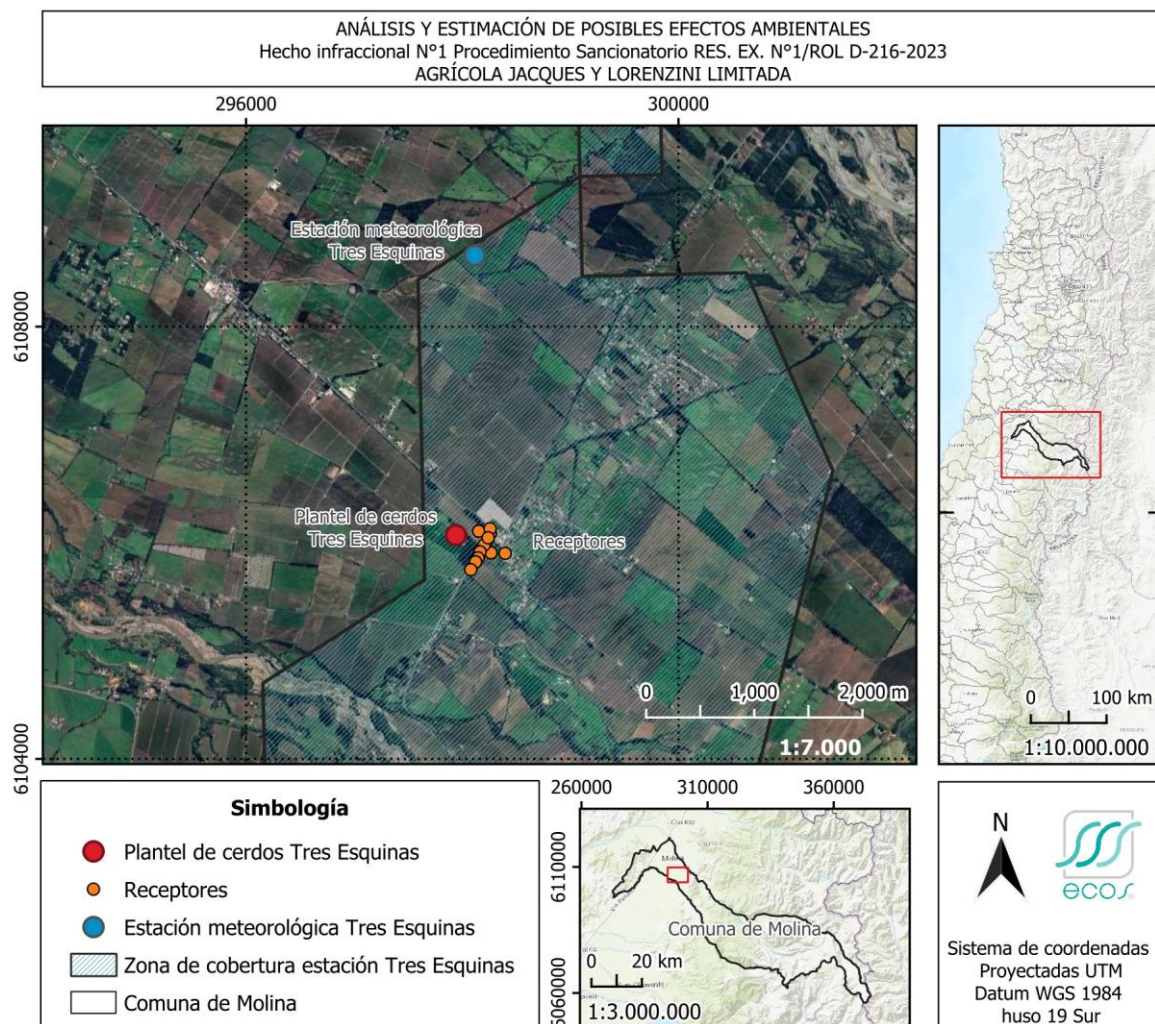 ANÁLISIS Y ESTIMACIÓN DE POSIBLES EFECTOS AMBIENTALES
Hecho infraccional N°1 Procedimiento Sancionatorio RES. EX. N°1/ROL D-216-2023
AGRÍCOLA JACQUES Y LORENZINI LIMITADA
296000
300000
6108000
6104000
Estación meteorológica
Tres Esquinas
Plantel de cerdos
Tres Esquinas
Receptores
0 1,000 2,000 m
1:7.000
0 100 km
1:10.000.000
Simbología
Plantel de cerdos Tres Esquinas
Receptores
Estación meteorológica Tres Esquinas
Zona de cobertura estación Tres Esquinas
Comuna de Molina
260000 310000 360000
6110000
6060000
Curicó
Molina
Comuna de Molina
0 20 km
1:3.000.000
N
ecos
Sistema de coordenadas
Proyectadas UTM
Datum WGS 1984
huso 19 Sur